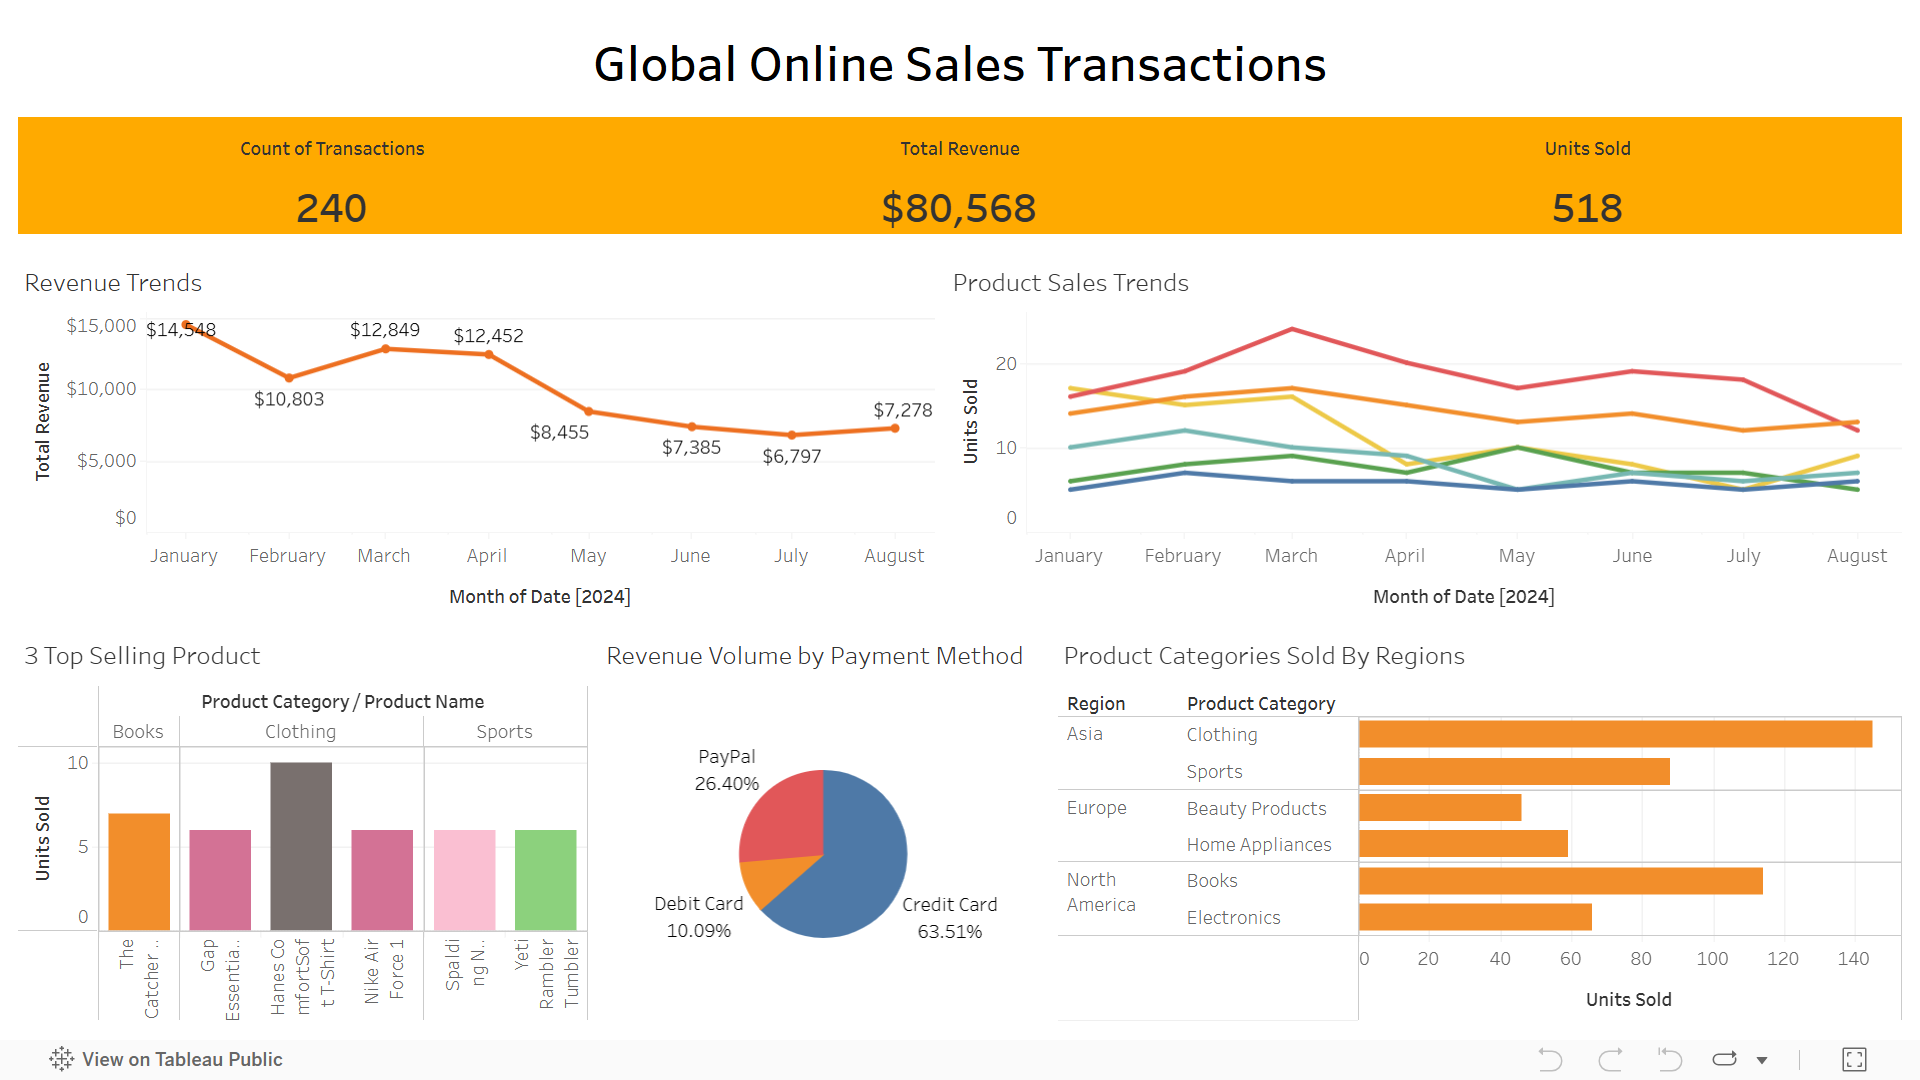 Global Online Sales Transactions
Count of Transactions
Total Revenue
Units Sold
240
$80,568
518
Revenue Trends
Total Revenue
$15,000
$10,000
$5,000
$0
$14,548
$10,803
$12,849
$12,452
$8,455
$7,385
$6,797
$7,278
January
February
March
April
May
June
July
August
Month of Date [2024]
Product Sales Trends
Units Sold
20
10
0
January
February
March
April
May
June
July
August
Month of Date [2024]
3 Top Selling Product
Product Category / Product Name
Books
Clothing
Sports
Units Sold
10
5
0
The
Catcher ..
Gap
Essentia..
Hanes Co
mfortSof
t T-Shirt
Nike Air
Force 1
Spaldi
ng N..
Yeti
Rambler
Tumbler
Revenue Volume by Payment Method
PayPal
26.40%
Debit Card
10.09%
Credit Card
63.51%
Product Categories Sold By Regions
Region
Product Category
Asia
Clothing
Sports
Europe
Beauty Products
Home Appliances
North
America
Books
Electronics
0
20
40
60
80
100
120
140
Units Sold
View on Tableau Public